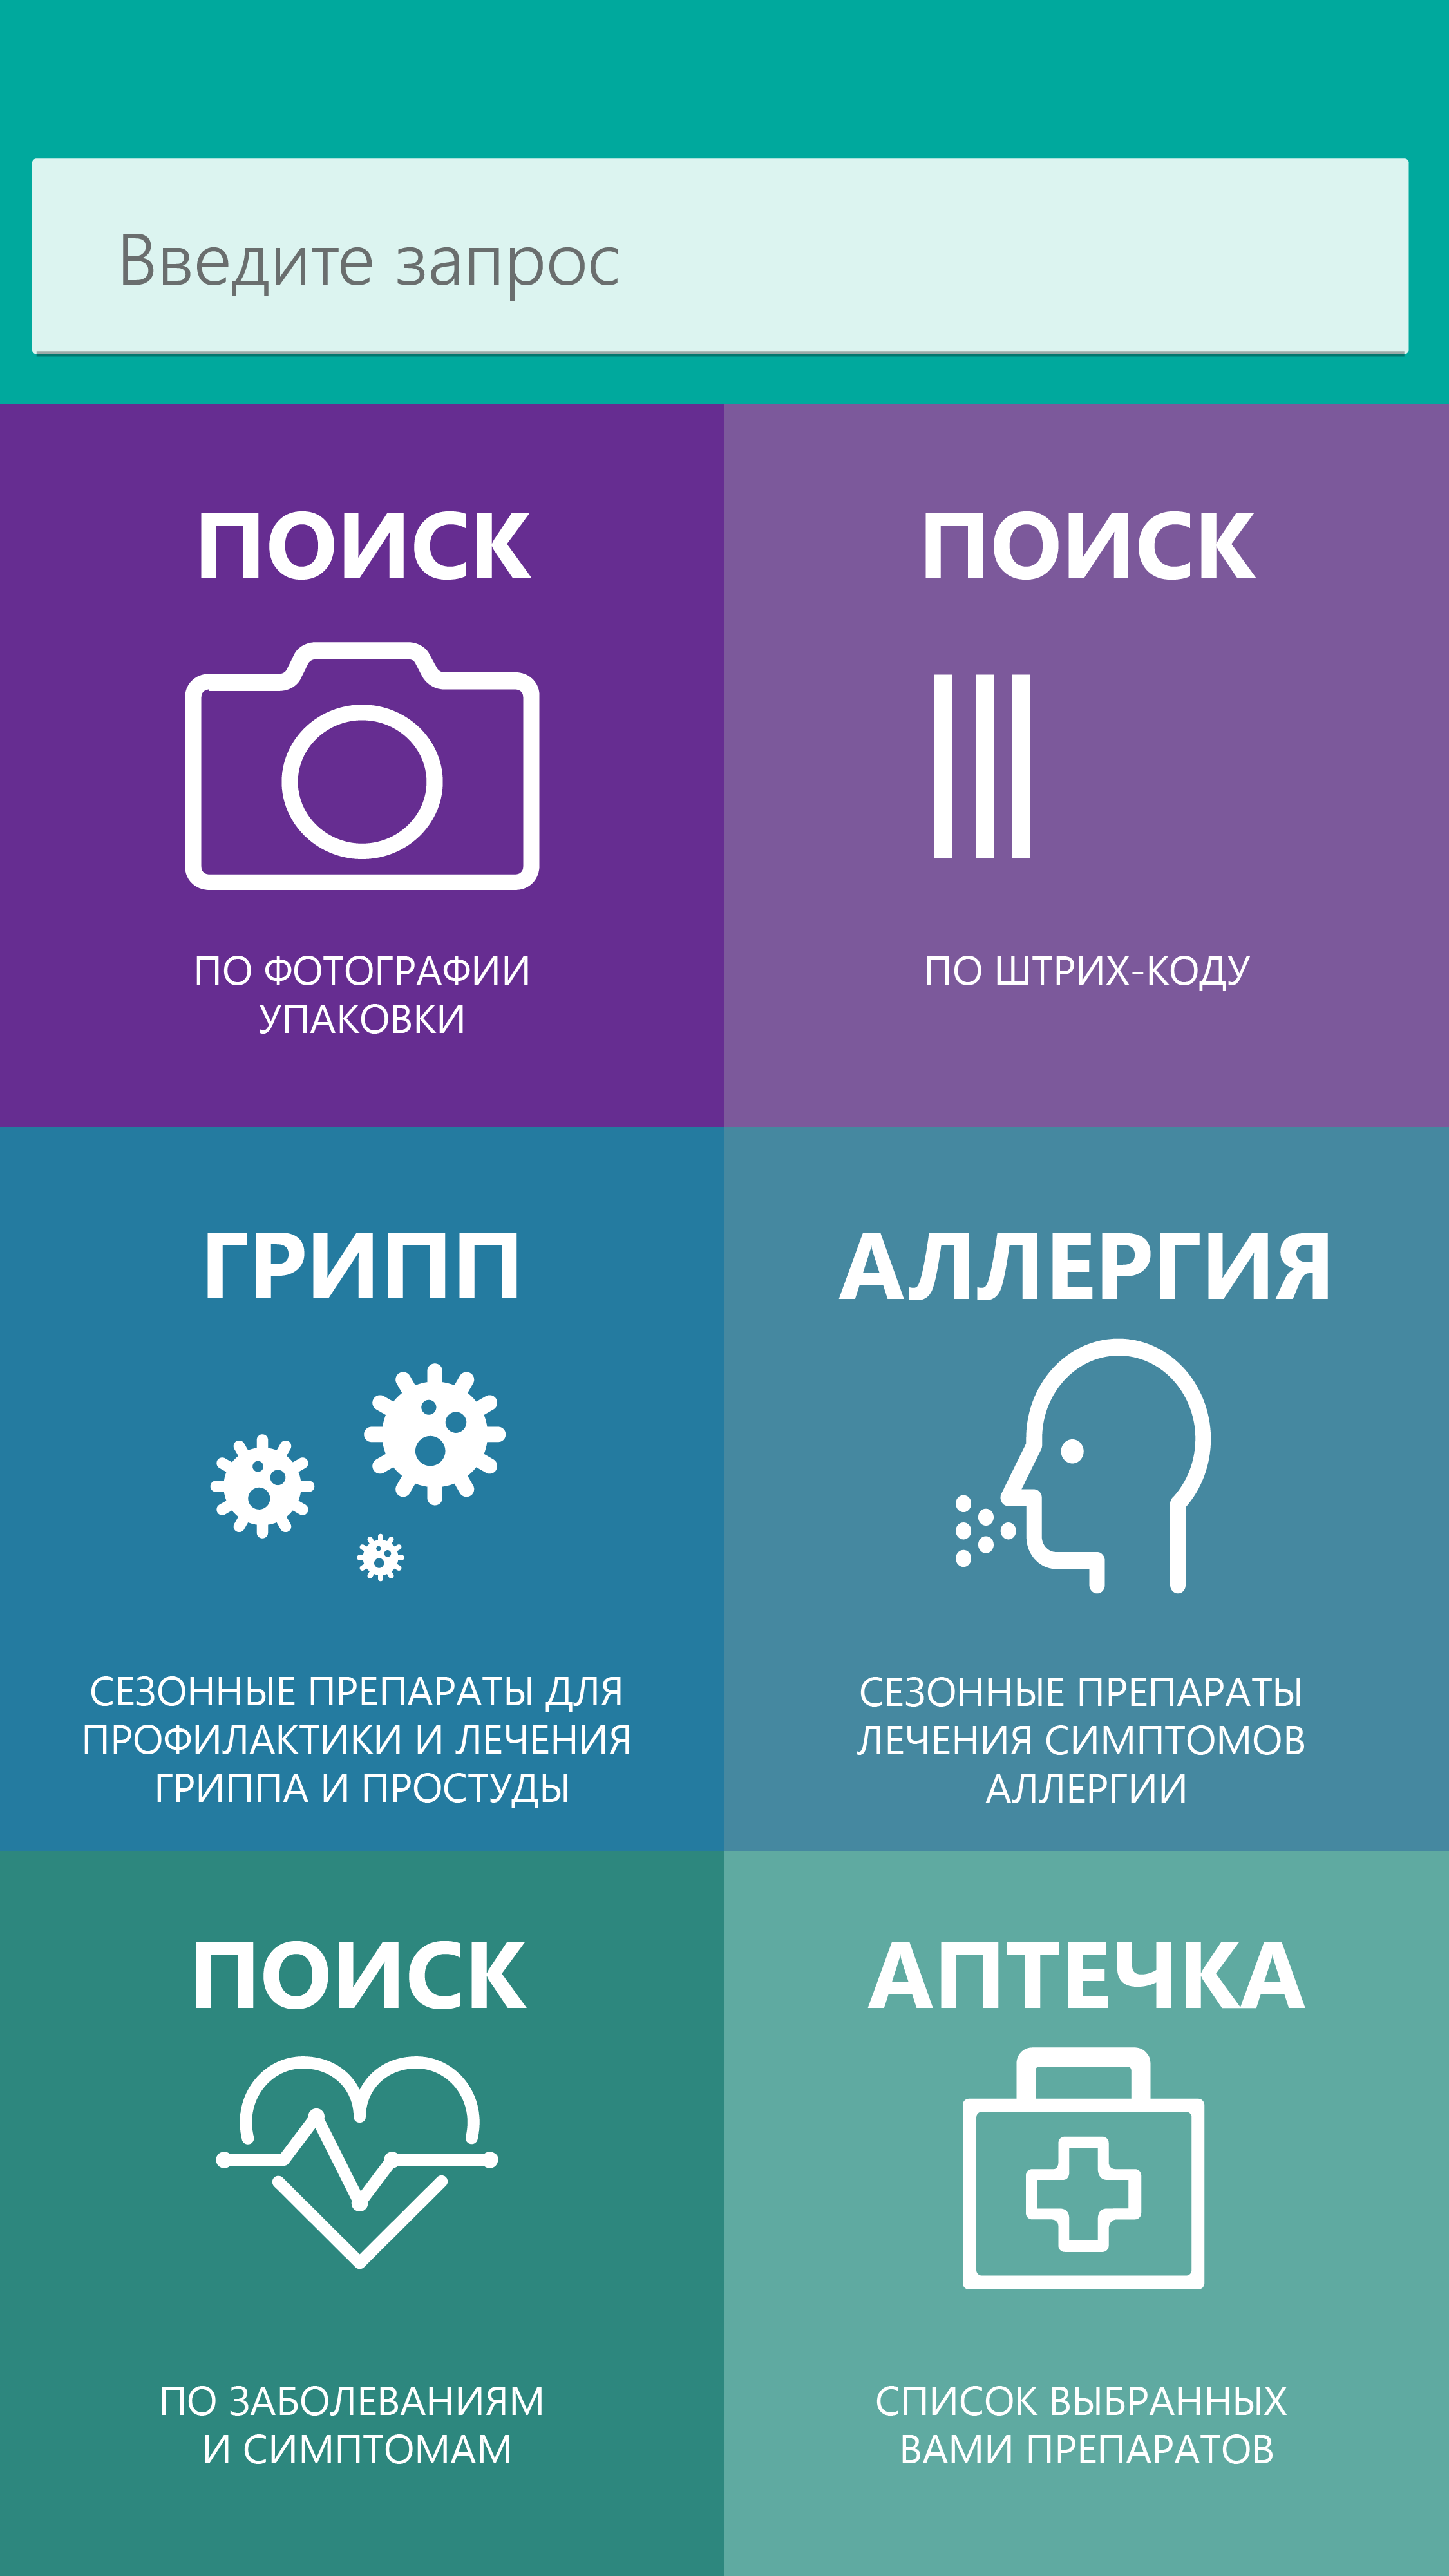 Введите запрос
ПОИСК
ПО ФОТОГРАФИИ
УПАКОВКИ
ПОИСК
ПО ШТРИХ-КОДУ
ГРИПП
СЕЗОННЫЕ ПРЕПАРАТЫ ДЛЯ
ПРОФИЛАКТИКИ И ЛЕЧЕНИЯ
ГРИППА И ПРОСТУДЫ
АЛЛЕРГИЯ
СЕЗОННЫЕ ПРЕПАРАТЫ
ЛЕЧЕНИЯ СИМПТОМОВ
АЛЛЕРГИИ
ПОИСК
ПО ЗАБОЛЕВАНИЯМ
И СИМПТОМАМ
АПТЕЧКА
СПИСОК ВЫБРАННЫХ
ВАМИ ПРЕПАРАТОВ